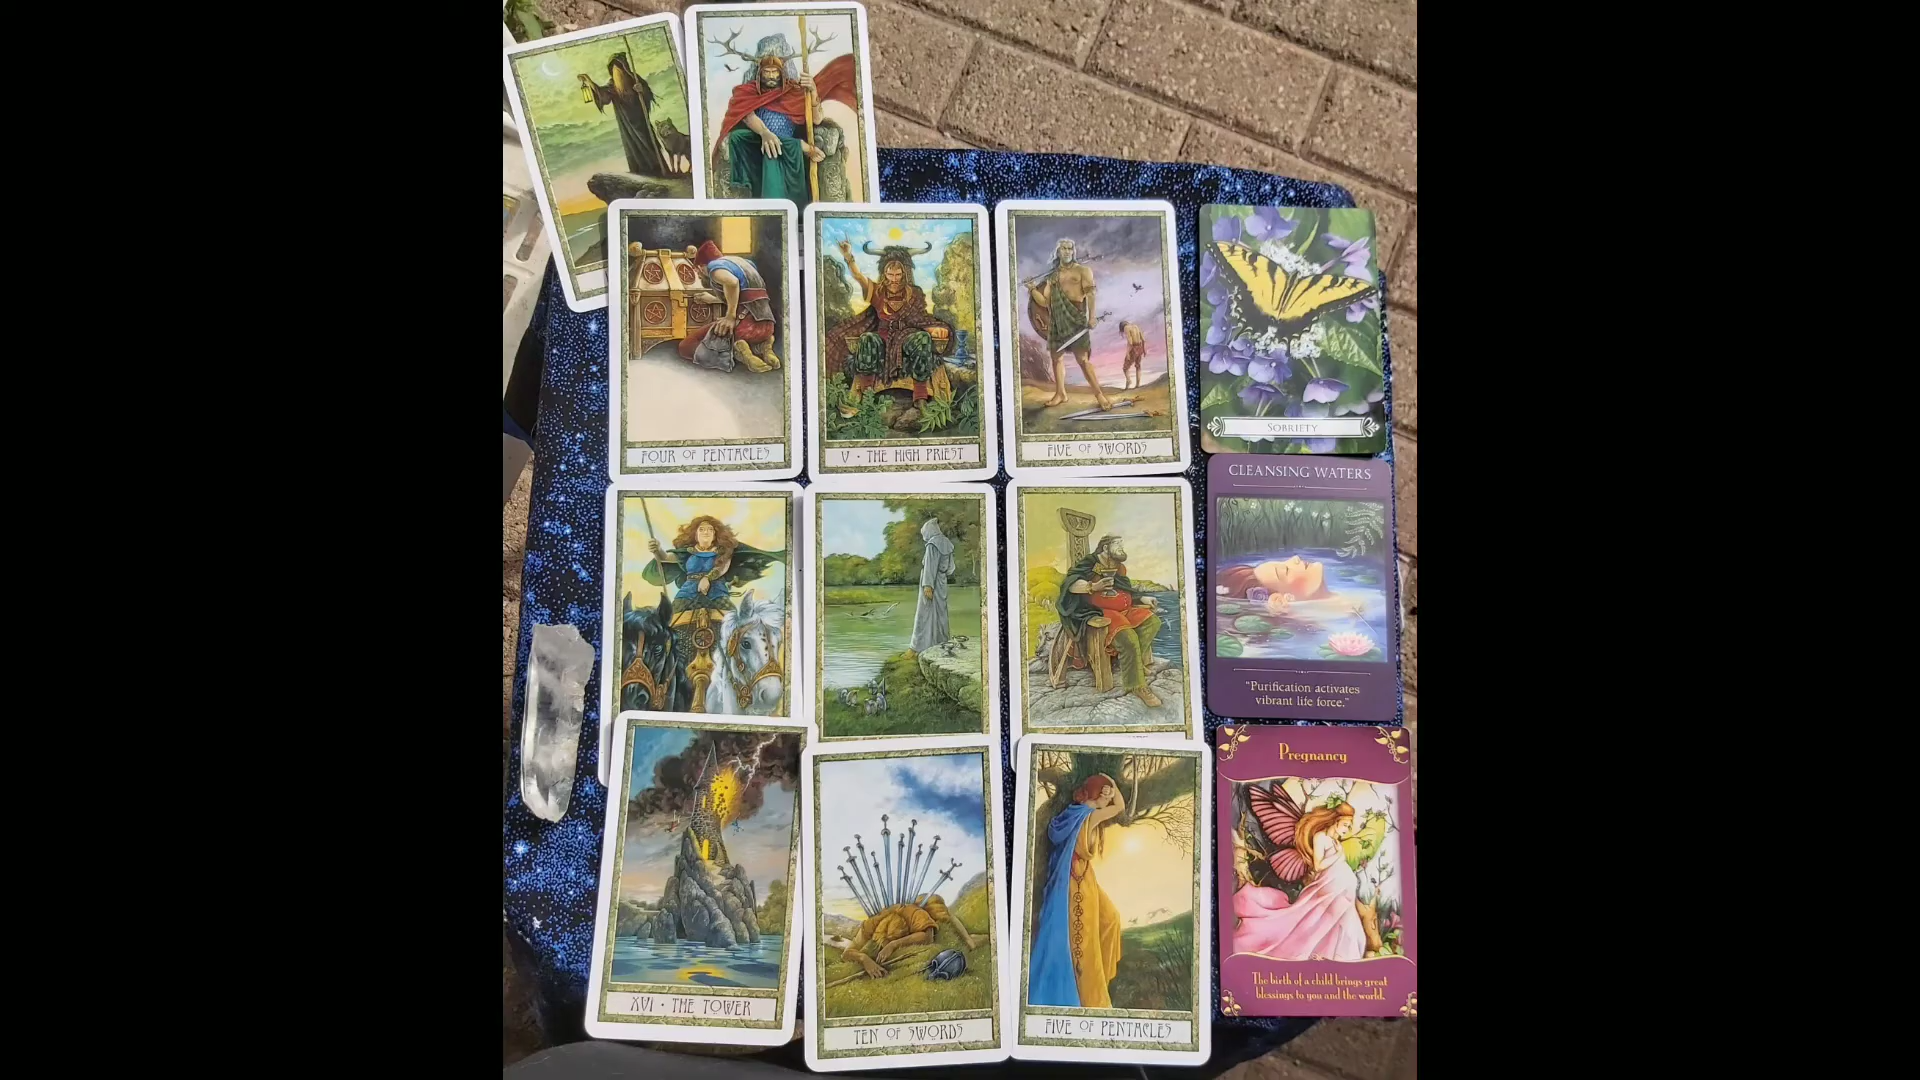 FOUR OF PENTACLES
V · THE HIGH PRIEST
FIVE OF SWORDS
SOBRIETY
CLEANSING WATERS
"Purification activates
vibrant life force."
XVI · THE TOWER
TEN OF SWORDS
FIVE OF PENTACLES
Pregnancy
The birth of a child brings great
blessings to you and the world.